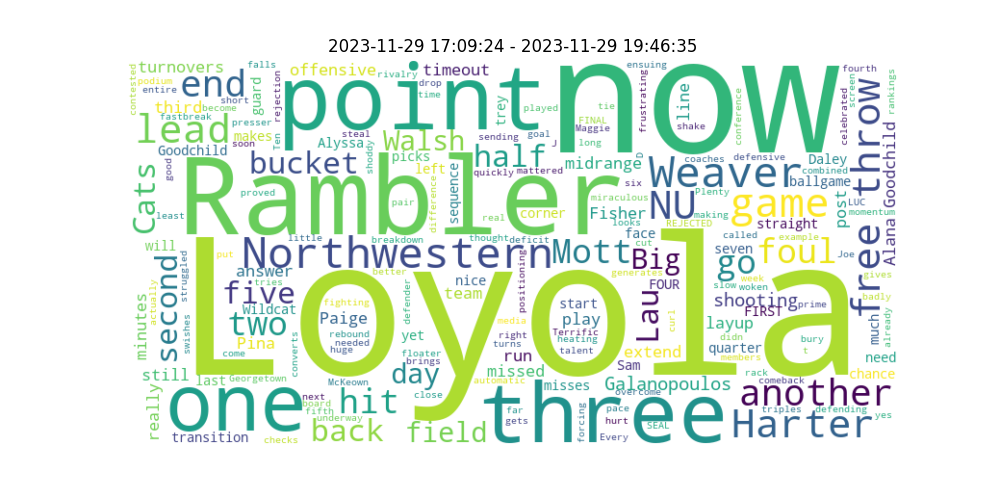 2023-11-29 17:09:24 - 2023-11-29 19:46:35
Loyola
now
Rambler
point
three
one
Northwestern
another
Weaver
Harter
free throw
game
foul
go
NU
Big
Lau
Mott
half
bucket
end
lead
Walsh
Cats
second
five
two
hit
day
back
field
turnovers
offensive
timeout
third
guard
makes
Alyssa
trey
line
Goodchild
picks
left
sequence
corner
midrange
Fisher
straight
post
Daley
ballgame
Alana Goodchild
shooting
FIRST
FOUR
seven
face
layup
quarter
extend
Sam
Galanopoulos
missed
misses
run
start
play
nice
team
yet
Paige
Pina
Wildcat
answer
will
minutes
still
last
really
transition
much
need
chance
podium
entire
contested
falls
short
become
fastbreak
presser
soon
rejection
Ten
rivalry
drop
time
steal
shoddy
good
proved
pair
difference
real
least
struggled
actually
put
little
tries
breakdown
thought
deficit
better
fighting
defender
floater
brings
rebound
needed
huge
turns
come
Georgetown
converts
swishes
McKeown
next
board
fifth
underway
checks
close
automatic
media
right
positioning
Terrific
heating
talent
generates
curl
cut
looks
REJECTED
making
Plenty
miraculous
six
long
FINAL
Maggie
tie
goal
J
played
sending
quickly
mattered
ensuing
frustrating
shake
D
coaches
defensive
conference
called
combined
LUC
momentum
celebrated
screen
fourth
example
Joe
slow
woken
week
prime
gives
badly
already
didn
t
bury
members
rack
comeback
overcome
triples
defending
yes
far
gets
pace
hurt
forcing
Every
SEAL